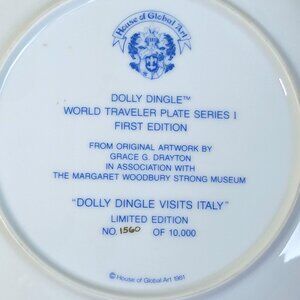 House of Global Art
DOLLY DINGLE™
WORLD TRAVELER PLATE SERIES I
FIRST EDITION
FROM ORIGINAL ARTWORK BY
GRACE G. DRAYTON
IN ASSOCIATION WITH
THE MARGARET WOODBURY STRONG MUSEUM
"DOLLY DINGLE VISITS ITALY"
LIMITED EDITION
NO. 1560 OF 10,000
© House of Global Art 1981